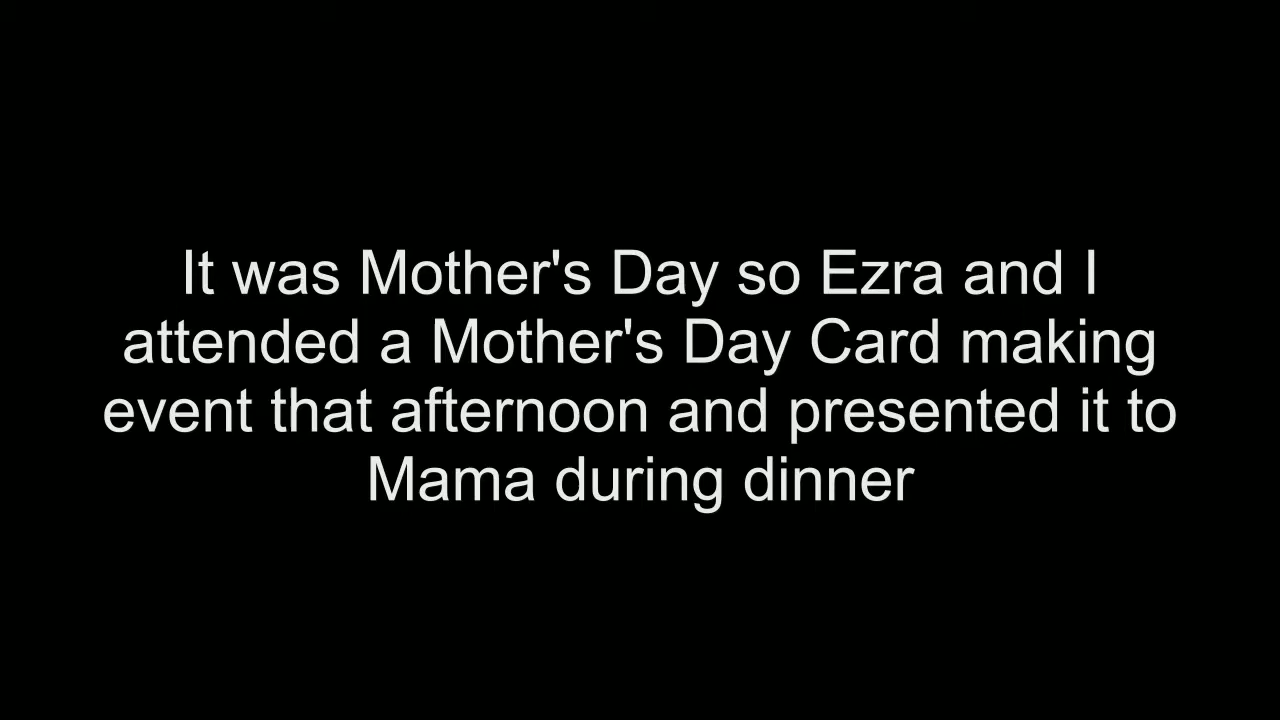 It was Mother's Day so Ezra and I
attended a Mother's Day Card making
event that afternoon and presented it to
Mama during dinner